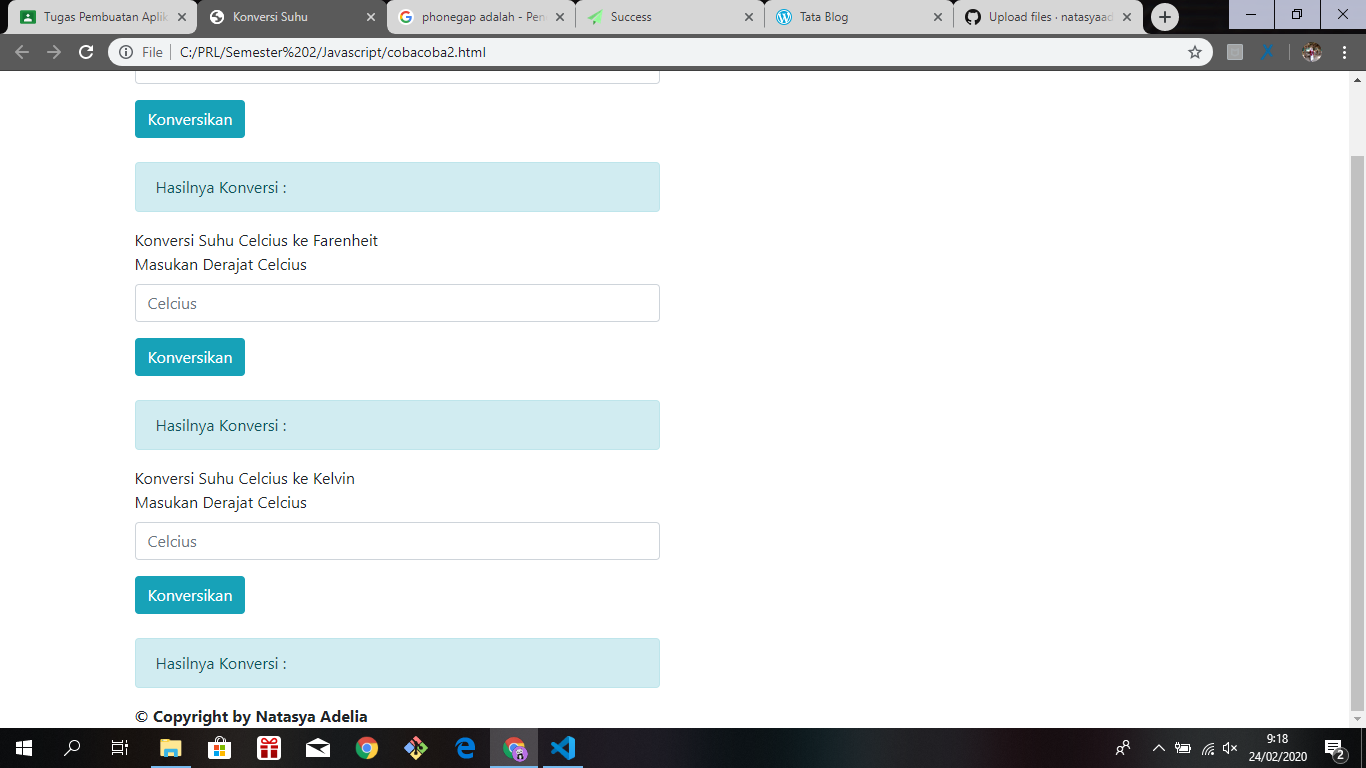 Tugas Pembuatan Aplik
Konversi Suhu
phonegap adalah - Pen
Success
Tata Blog
Upload files · natasyaad
File
C:/PRL/Semester%202/Javascript/cobacoba2.html
Konversikan
Hasilnya Konversi :
Konversi Suhu Celcius ke Farenheit
Masukan Derajat Celcius
Celcius
Konversikan
Hasilnya Konversi :
Konversi Suhu Celcius ke Kelvin
Masukan Derajat Celcius
Celcius
Konversikan
Hasilnya Konversi :
© Copyright by Natasya Adelia
9:18
24/02/2020
2